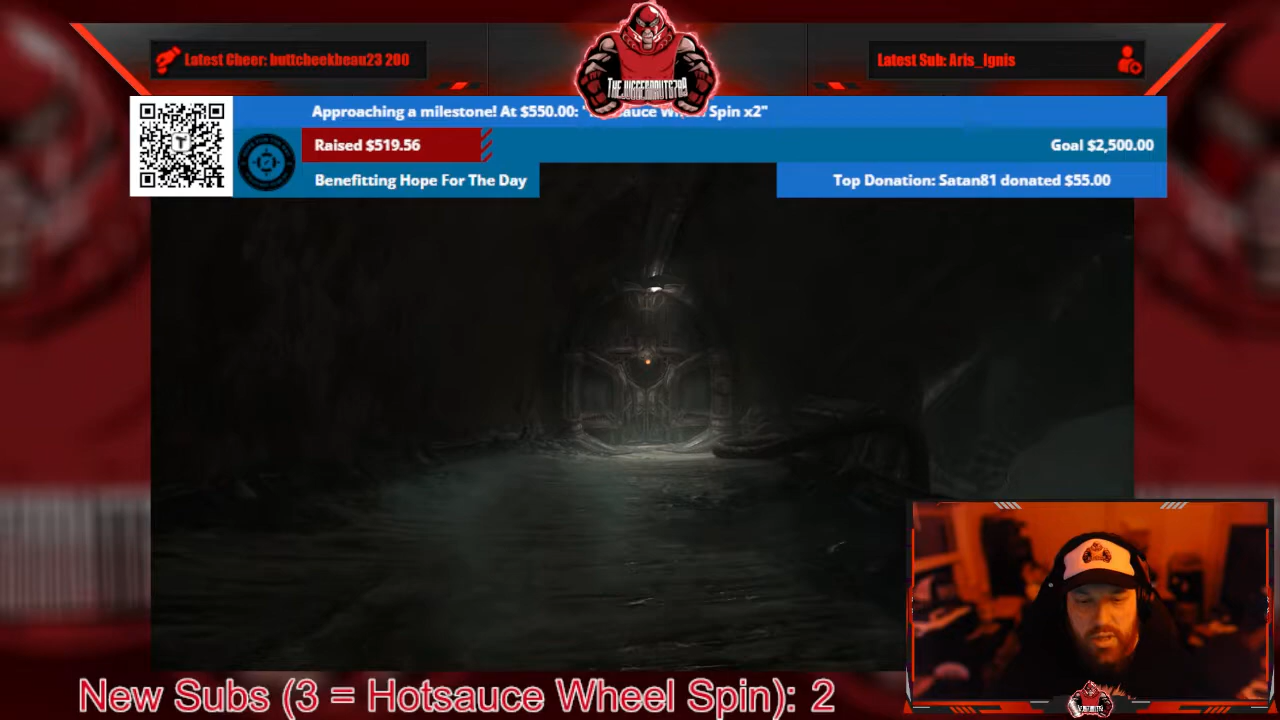 Latest Cheer: buttcheekbeau23 200
THEJUGGERNAUT8789
Latest Sub: Aris_Ignis
Approaching a milestone! At $550.00: " Spin x2"
Raised $519.56
Goal $2,500.00
Benefitting Hope For The Day
Top Donation: Satan81 donated $55.00
New Subs (3 = Hotsauce Wheel Spin): 2